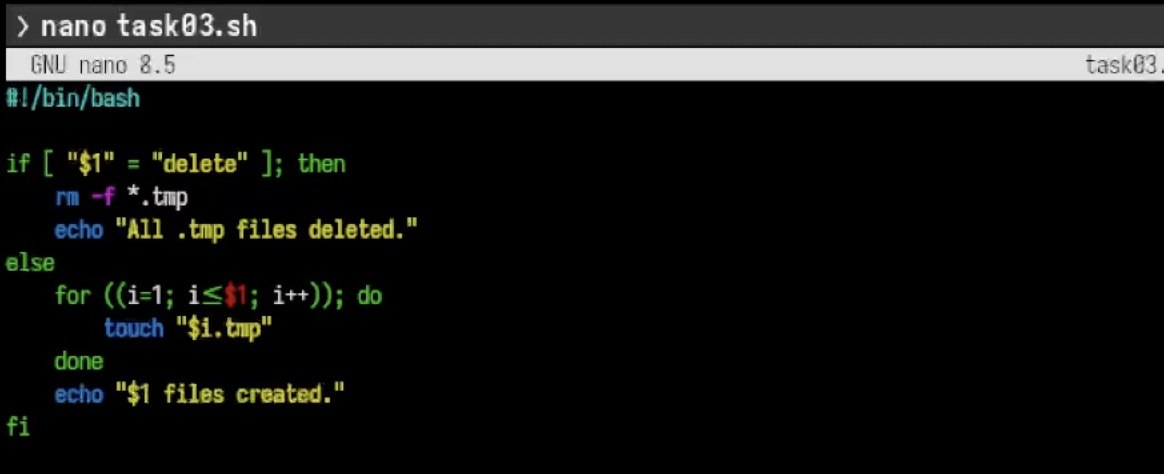 ❯ nano task03.sh
GNU nano 8.5 task03.
#!/bin/bash
if [ "$1" = "delete" ]; then
    rm -f *.tmp
    echo "All .tmp files deleted."
else
    for ((i=1; i≤$1; i++)); do
        touch "$i.tmp"
    done
    echo "$1 files created."
fi